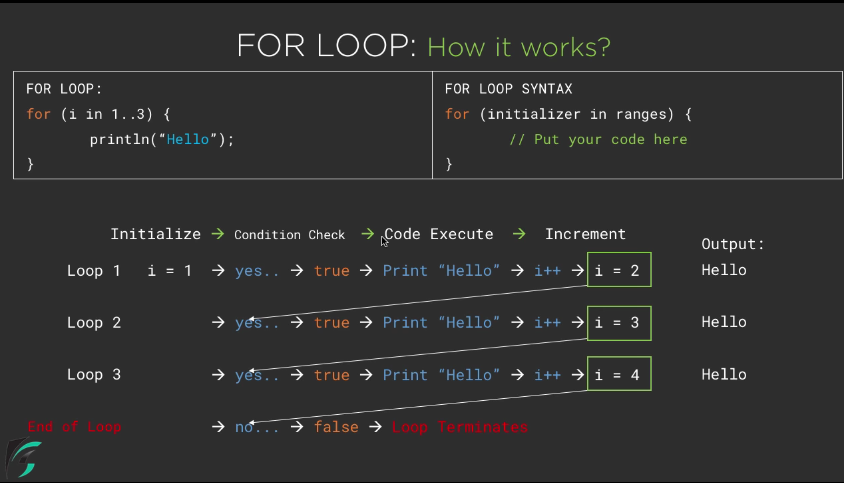 FOR LOOP: How it works?
FOR LOOP:
for (i in 1..3) {
println(“Hello”);
}
FOR LOOP SYNTAX
for (initializer in ranges) {
// Put your code here
}
Initialize → Condition Check → Code Execute → Increment
Output:
Loop 1 i = 1 → yes.. → true → Print “Hello” → i++ → i = 2 Hello
Loop 2 → yes.. → true → Print “Hello” → i++ → i = 3 Hello
Loop 3 → yes.. → true → Print “Hello” → i++ → i = 4 Hello
End of Loop → no... → false → Loop Terminates